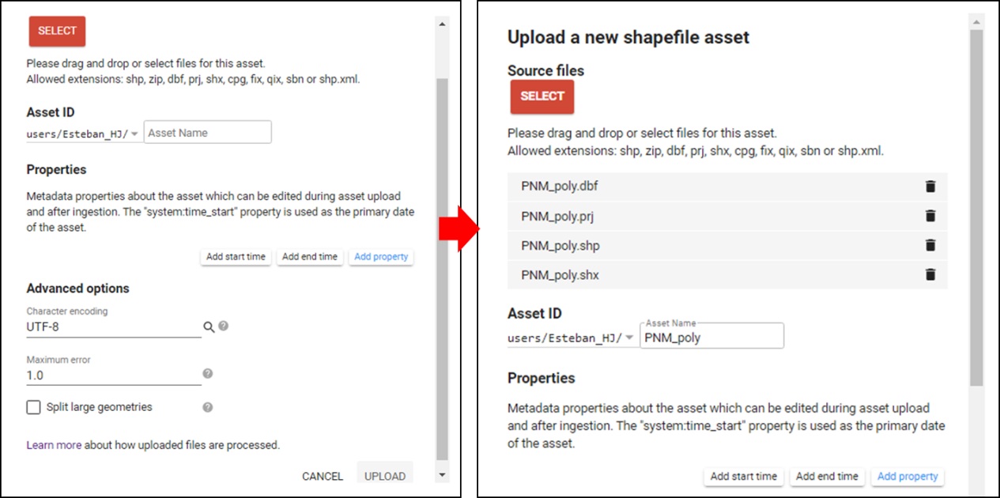 SELECT
Please drag and drop or select files for this asset.
Allowed extensions: shp, zip, dbf, prj, shx, cpg, fix, qix, sbn or shp.xml.
Asset ID
users/Esteban_HJ/ Asset Name
Properties
Metadata properties about the asset which can be edited during asset upload
and after ingestion. The "system:time_start" property is used as the primary date
of the asset.
Add start time Add end time Add property
Advanced options
Character encoding
UTF-8
Maximum error
1.0
Split large geometries
Learn more about how uploaded files are processed.
CANCEL UPLOAD
Upload a new shapefile asset
Source files
SELECT
Please drag and drop or select files for this asset.
Allowed extensions: shp, zip, dbf, prj, shx, cpg, fix, qix, sbn or shp.xml.
PNM_poly.dbf
PNM_poly.prj
PNM_poly.shp
PNM_poly.shx
Asset ID
Asset Name
users/Esteban_HJ/ PNM_poly
Properties
Metadata properties about the asset which can be edited during asset upload
and after ingestion. The "system:time_start" property is used as the primary date
of the asset.
Add start time Add end time Add property